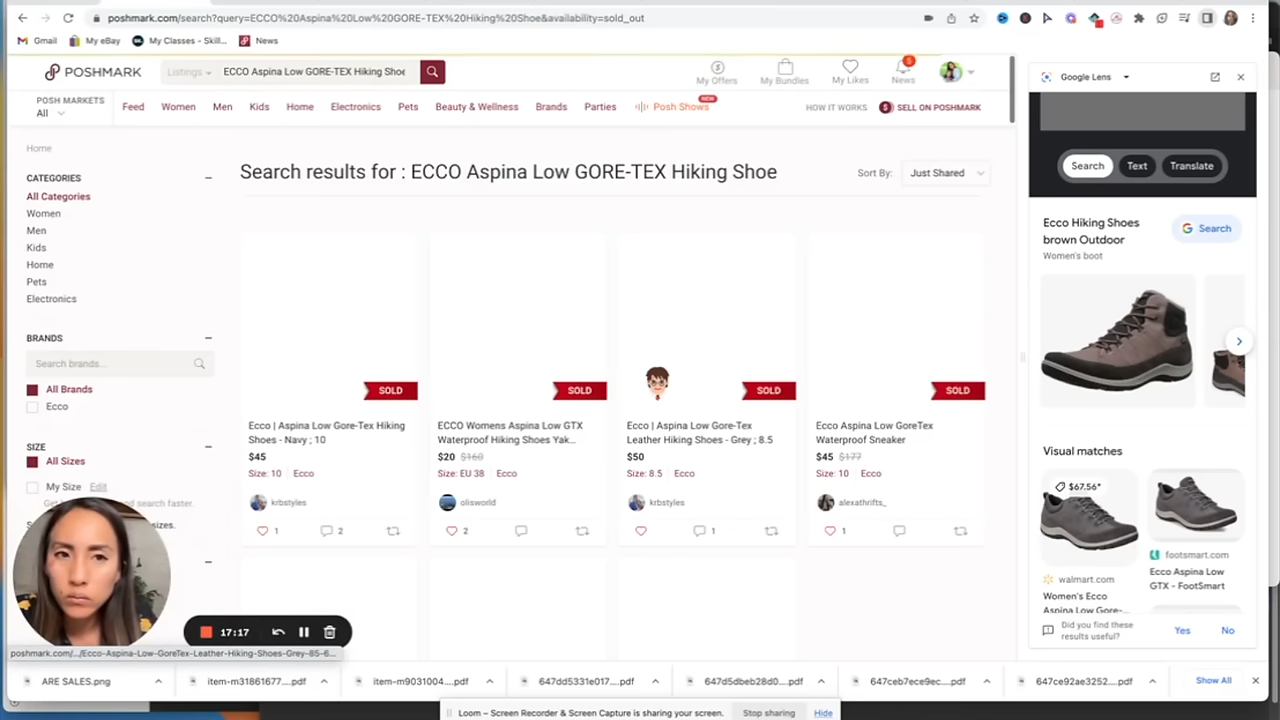 poshmark.com/search?query=ECCO%20Aspina%20Low%20GORE-TEX%20Hiking%20Shoe&availability=sold_out
Gmail
My eBay
My Classes - Skill...
News
POSHMARK
Listings
ECCO Aspina Low GORE-TEX Hiking Shoe
My Offers
My Bundles
My Likes
5
News
POSH MARKETS
All
Feed
Women
Men
Kids
Home
Electronics
Pets
Beauty & Wellness
Brands
Parties
Posh Shows
NEW
HOW IT WORKS
SELL ON POSHMARK
Home
CATEGORIES
All Categories
Women
Men
Kids
Home
Pets
Electronics
BRANDS
Search brands...
All Brands
Ecco
SIZE
All Sizes
My Size Edit
faster.
sizes.
Search results for : ECCO Aspina Low GORE-TEX Hiking Shoe
Sort By:
Just Shared
SOLD
Ecco | Aspina Low Gore-Tex Hiking
Shoes - Navy ; 10
$45
Size: 10 Ecco
krbstyles
1
2
SOLD
ECCO Womens Aspina Low GTX
Waterproof Hiking Shoes Yak...
$20 $160
Size: EU 38 Ecco
olisworld
2
SOLD
Ecco | Aspina Low Gore-Tex
Leather Hiking Shoes - Grey ; 8.5
$50
Size: 8.5 Ecco
krbstyles
1
SOLD
Ecco Aspina Low GoreTex
Waterproof Sneaker
$45 $177
Size: 10 Ecco
alexathrifts_
1
Google Lens
Search
Text
Translate
Ecco Hiking Shoes
brown Outdoor
Women's boot
Search
Visual matches
$67.56*
walmart.com
Women's Ecco
Aspina Low Gore-...
footsmart.com
Ecco Aspina Low
GTX - FootSmart
Did you find these
results useful?
Yes
No
17:17
poshmark.com/.../Ecco-Aspina-Low-GoreTex-Leather-Hiking-Shoes-Grey-85-6...
ARE SALES.png
item-m31861677....pdf
item-m9031004....pdf
647dd5331e017....pdf
647d5dbeb28d0....pdf
647ceb7ece9ec....pdf
647ce92ae3252....pdf
Show All
Loom – Screen Recorder & Screen Capture is sharing your screen.
Stop sharing
Hide